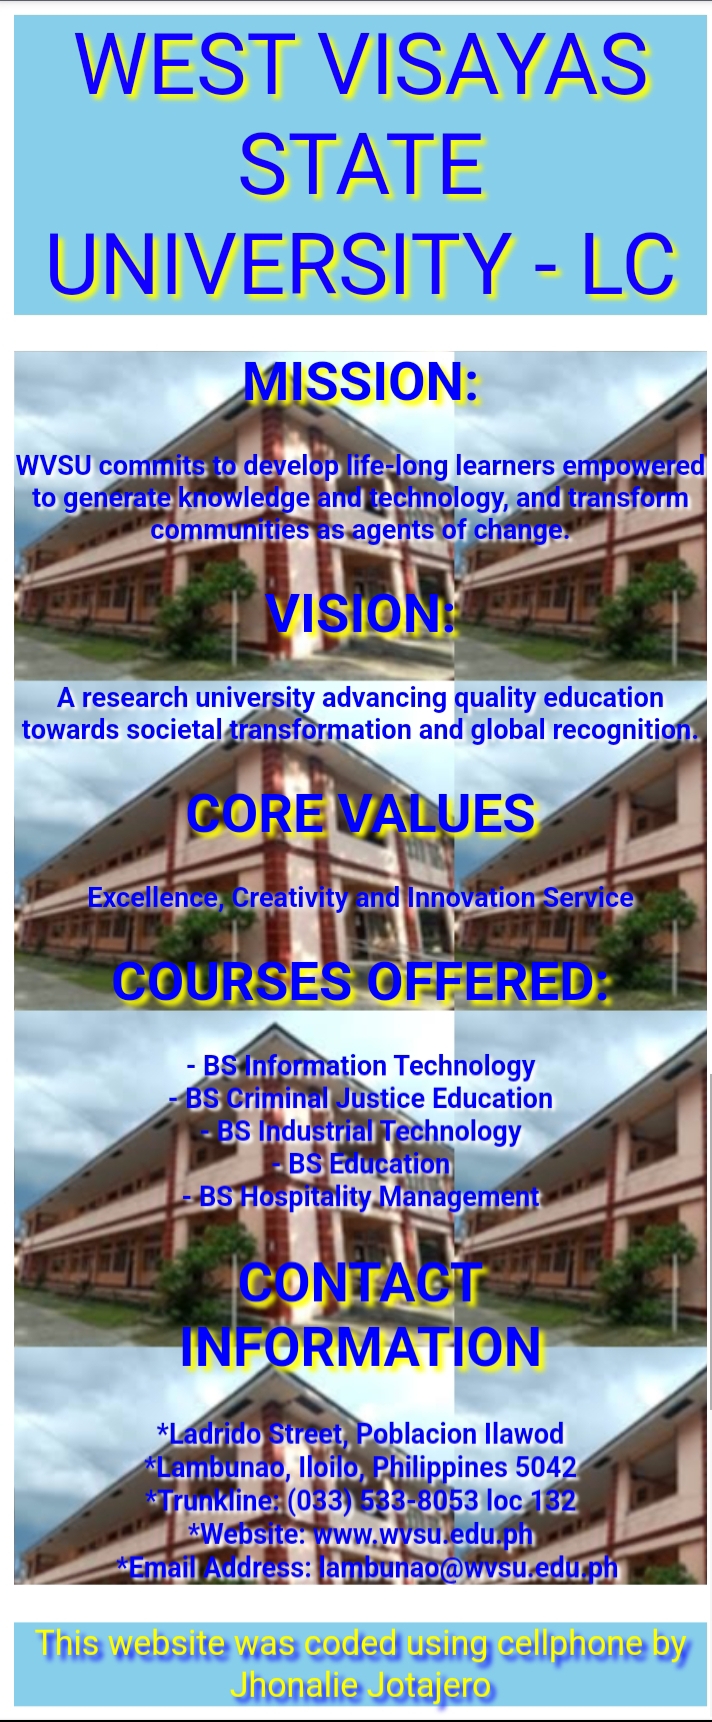 WEST VISAYAS
STATE
UNIVERSITY - LC
MISSION:
WVSU commits to develop life-long learners empowered
to generate knowledge and technology, and transform
communities as agents of change.
VISION:
A research university advancing quality education
towards societal transformation and global recognition.
CORE VALUES
Excellence, Creativity and Innovation Service
COURSES OFFERED:
- BS Information Technology
- BS Criminal Justice Education
- BS Industrial Technology
- BS Education
- BS Hospitality Management
CONTACT
INFORMATION
*Ladrido Street, Poblacion Ilawod
*Lambunao, Iloilo, Philippines 5042
*Trunkline: (033) 533-8053 loc 132
*Website: www.wvsu.edu.ph
*Email Address: lambunao@wvsu.edu.ph
This website was coded using cellphone by
Jhonalie Jotajero